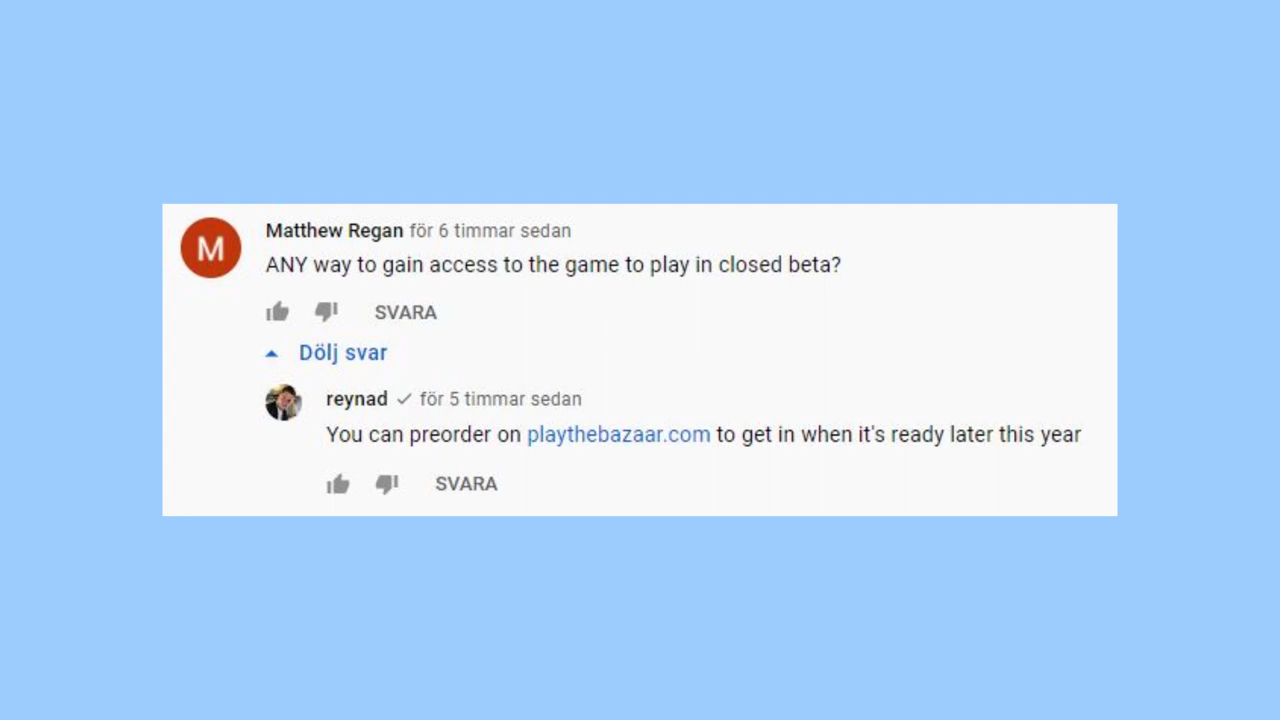 M
Matthew Regan för 6 timmar sedan
ANY way to gain access to the game to play in closed beta?
SVARA
Dölj svar
reynad för 5 timmar sedan
You can preorder on playthebazaar.com to get in when it's ready later this year
SVARA